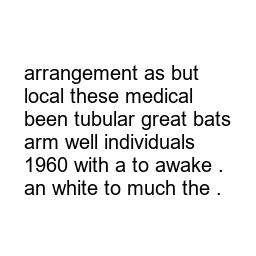 arrangement as but
local these medical
been tubular great bats
arm well individuals
1960 with a to awake .
an white to much the .